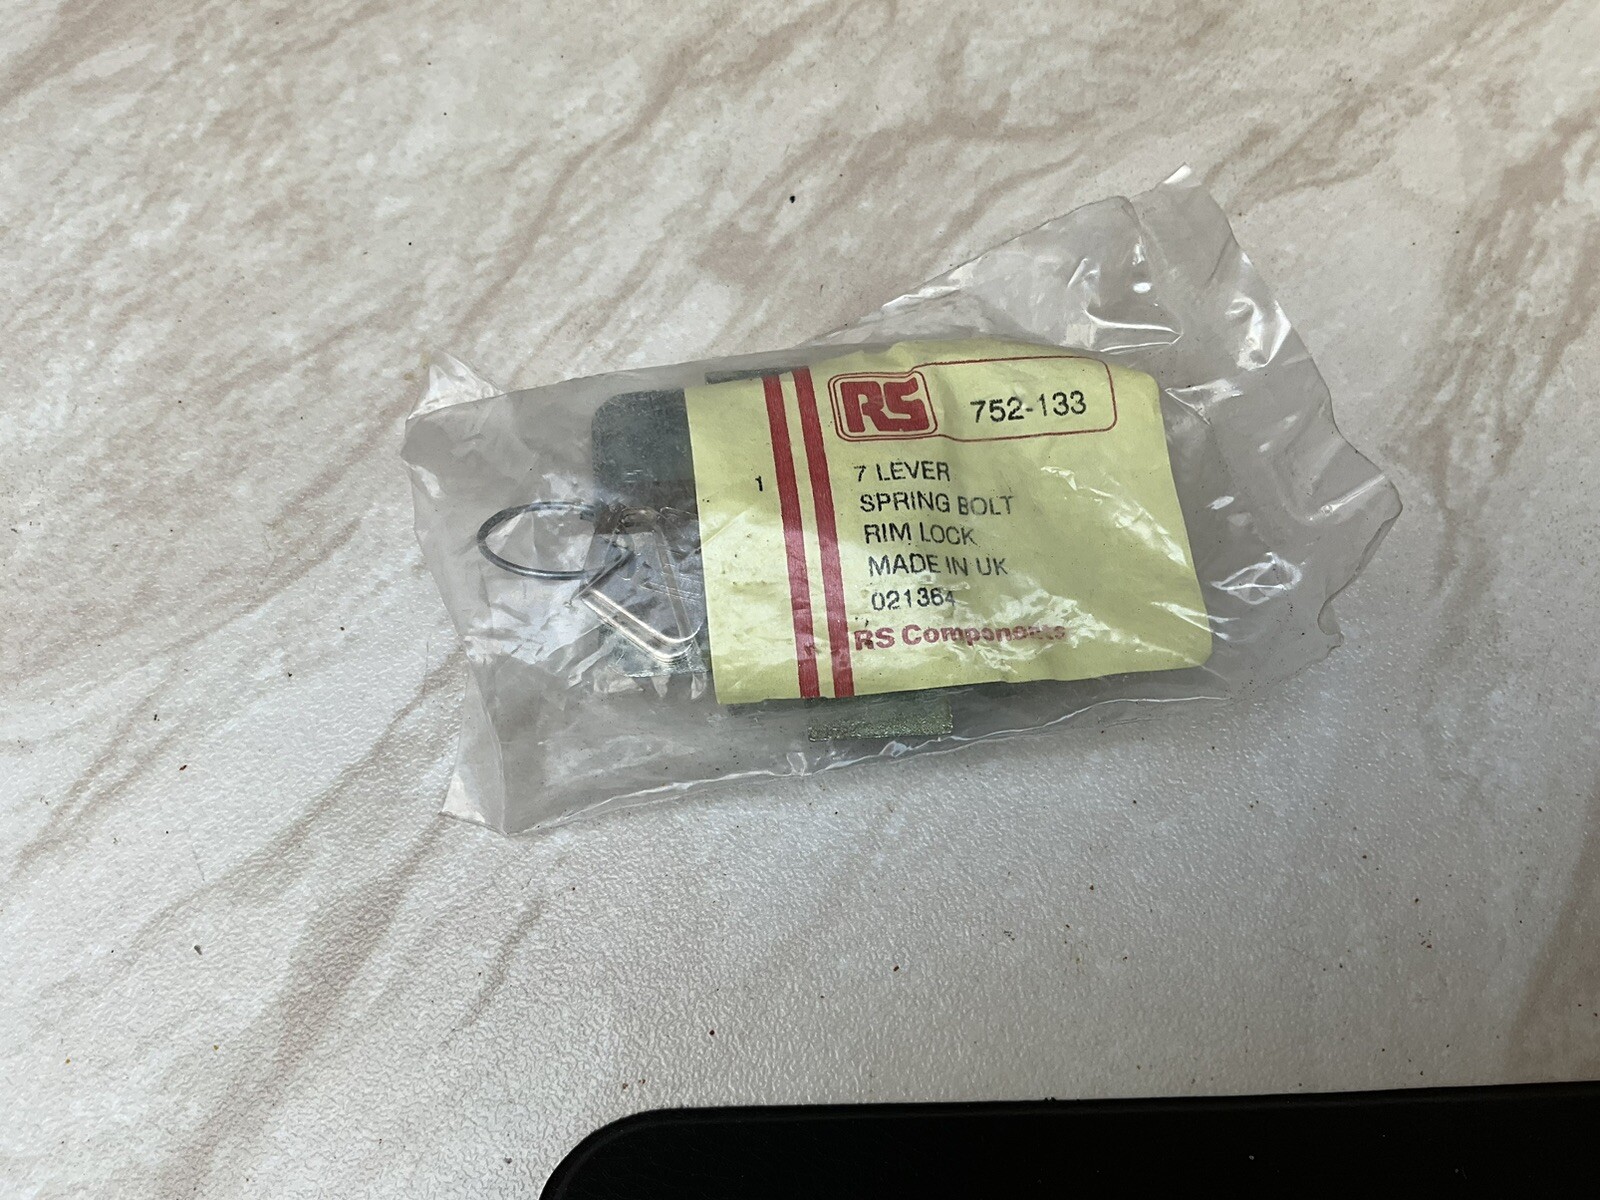 RS 752-133
1
7 LEVER
SPRING BOLT
RIM LOCK
MADE IN UK
021364
RS Components